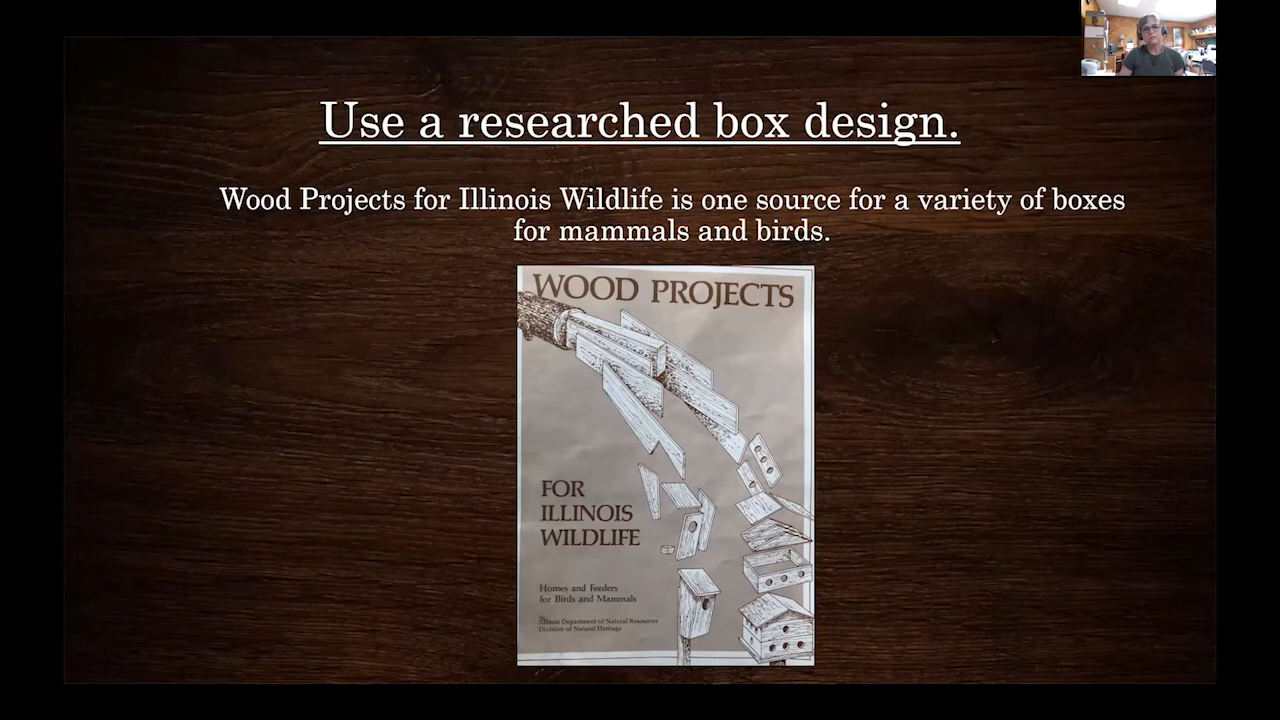 Use a researched box design.
Wood Projects for Illinois Wildlife is one source for a variety of boxes
for mammals and birds.
WOOD PROJECTS
FOR
ILLINOIS
WILDLIFE
Homes and Feeders
for Birds and Mammals
Illinois Department of Natural Resources
Division of Natural Heritage